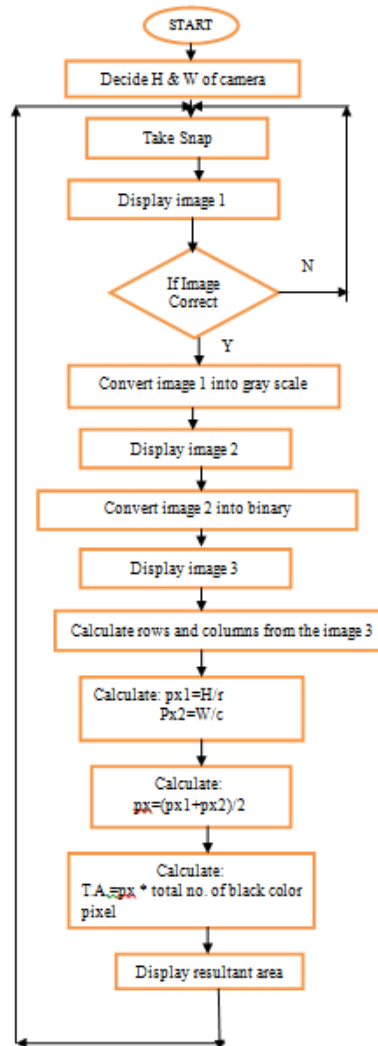 START
Decide H & W of camera
Take Snap
Display image 1
If Image
Correct
N
Y
Convert image 1 into gray scale
Display image 2
Convert image 2 into binary
Display image 3
Calculate rows and columns from the image 3
Calculate: px1=H/r
Px2=W/c
Calculate:
px=(px1+px2)/2
Calculate:
T.A.=px * total no. of black color
pixel
Display resultant area